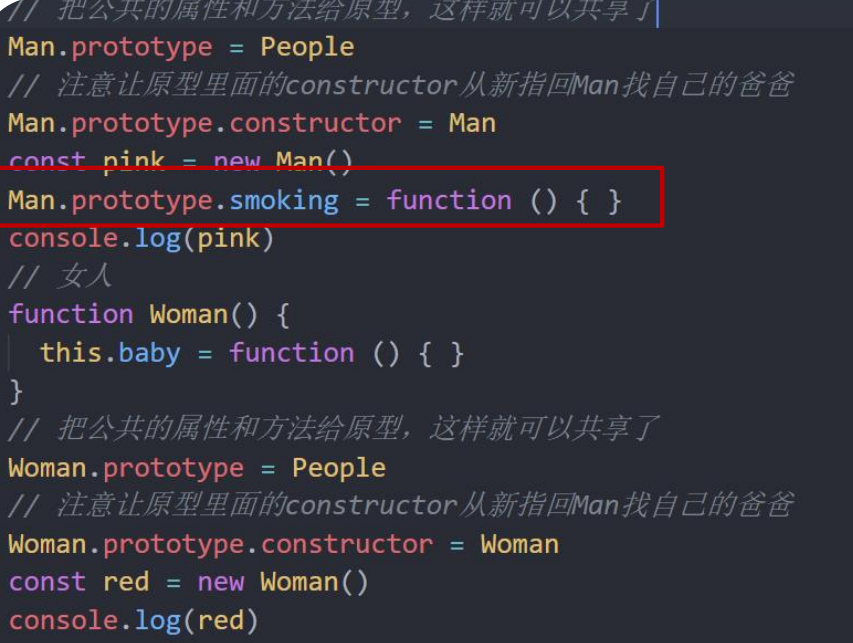 // 把公共的属性和方法给原型，这样就可以共享了
Man.prototype = People
// 注意让原型里面的constructor从新指回Man找自己的爸爸
Man.prototype.constructor = Man
const pink = new Man()
Man.prototype.smoking = function () { }
console.log(pink)
// 女人
function Woman() {
  this.baby = function () { }
}
// 把公共的属性和方法给原型，这样就可以共享了
Woman.prototype = People
// 注意让原型里面的constructor从新指回Man找自己的爸爸
Woman.prototype.constructor = Woman
const red = new Woman()
console.log(red)